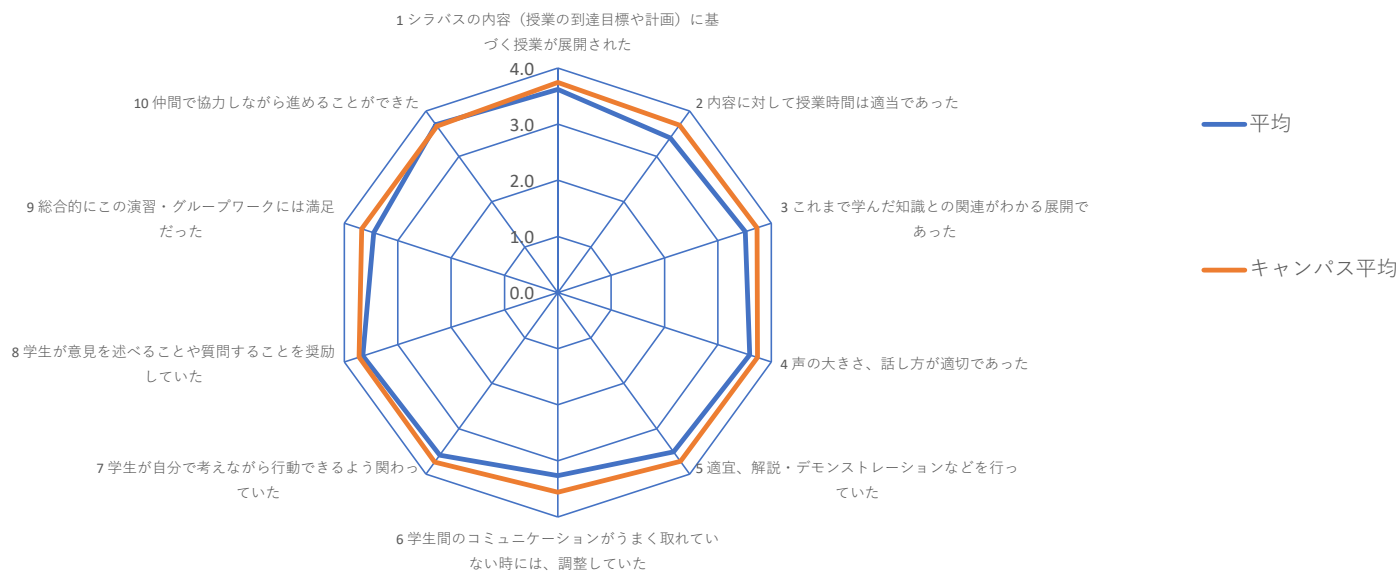 1 シラバスの内容（授業の到達目標や計画）に基
づく授業が展開された
4.0
3.0
2.0
1.0
0.0
2 内容に対して授業時間は適当であった
3 これまで学んだ知識との関連がわかる展開で
あった
4 声の大きさ、話し方が適切であった
5 適宜、解説・デモンストレーションなどを行っ
ていた
6 学生間のコミュニケーションがうまく取れてい
ない時には、調整していた
7 学生が自分で考えながら行動できるよう関わっ
ていた
8 学生が意見を述べることや質問することを奨励
していた
9 総合的にこの演習・グループワークには満足
だった
10 仲間で協力しながら進めることができた
平均
キャンパス平均